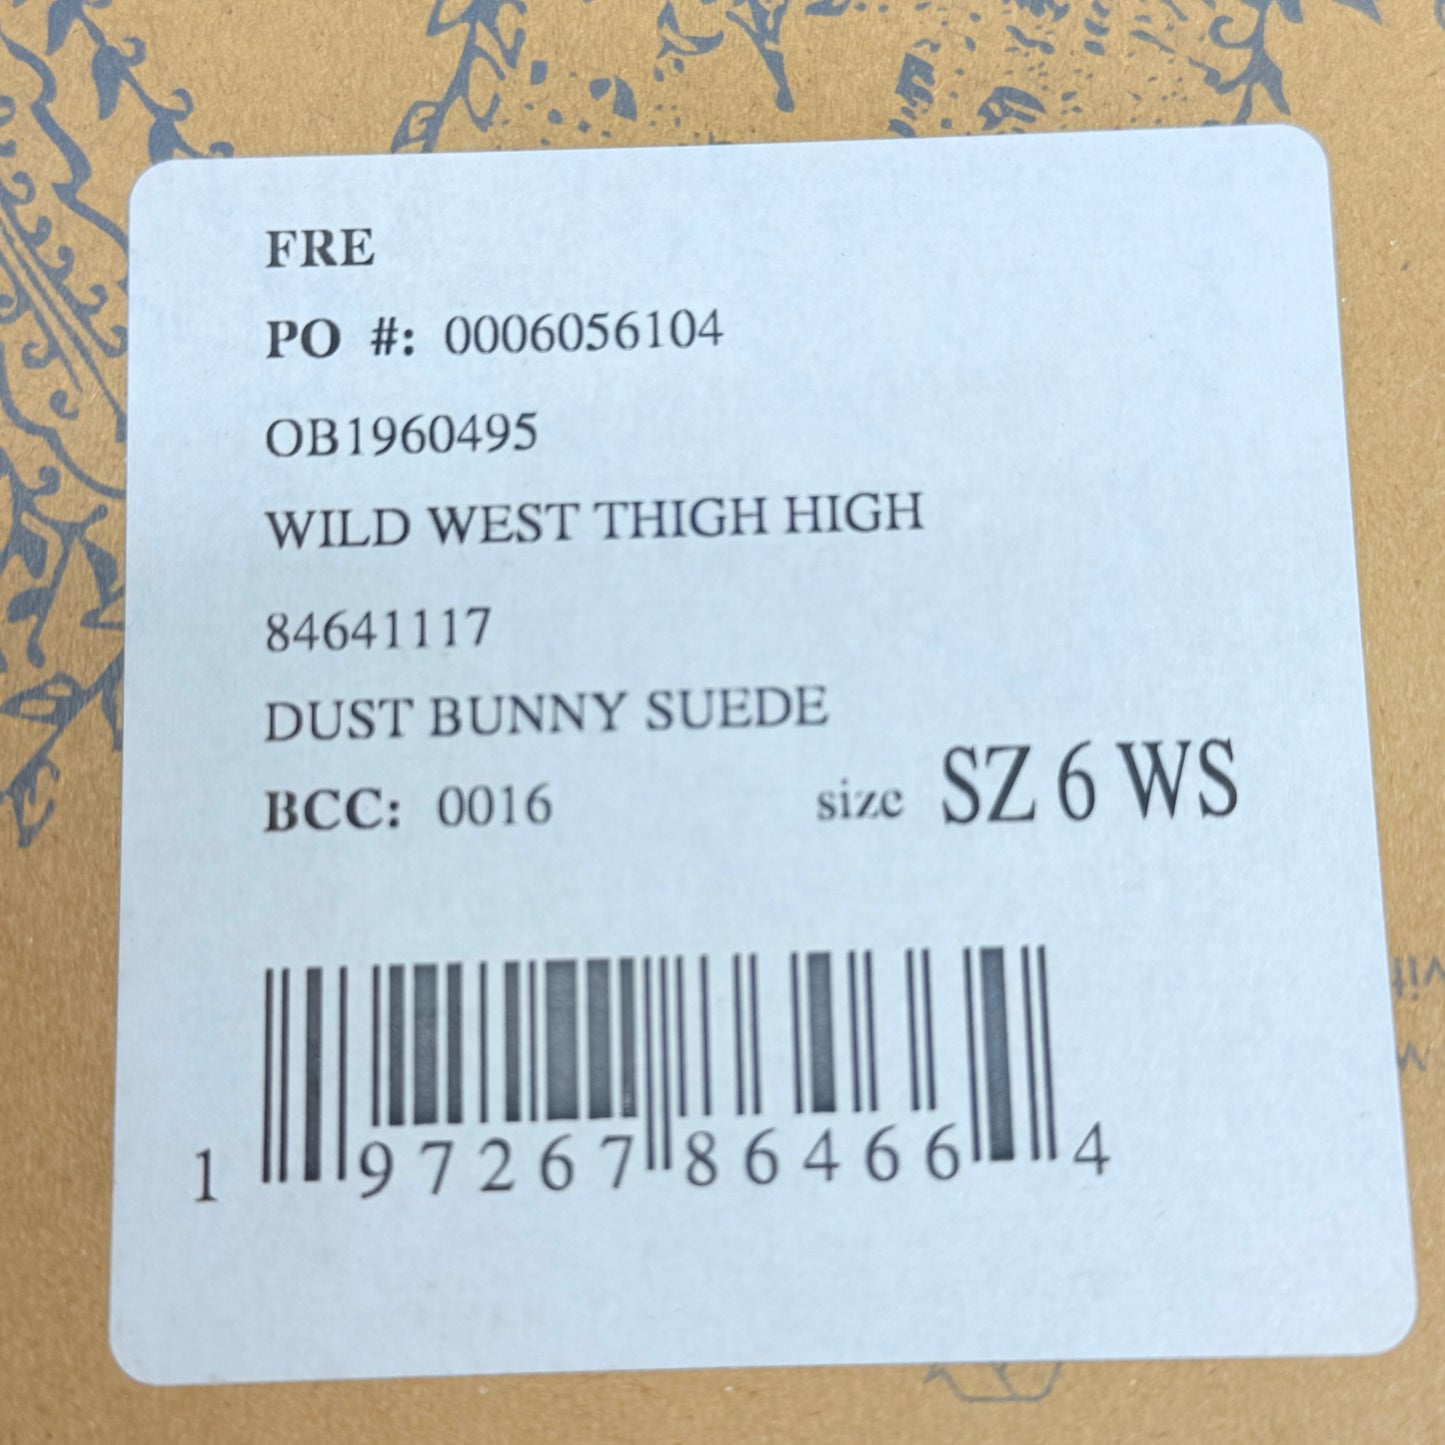 FRE
PO #: 0006056104
OB1960495
WILD WEST THIGH HIGH
84641117
DUST BUNNY SUEDE
BCC: 0016 size SZ 6 WS
1 97267 86466 4